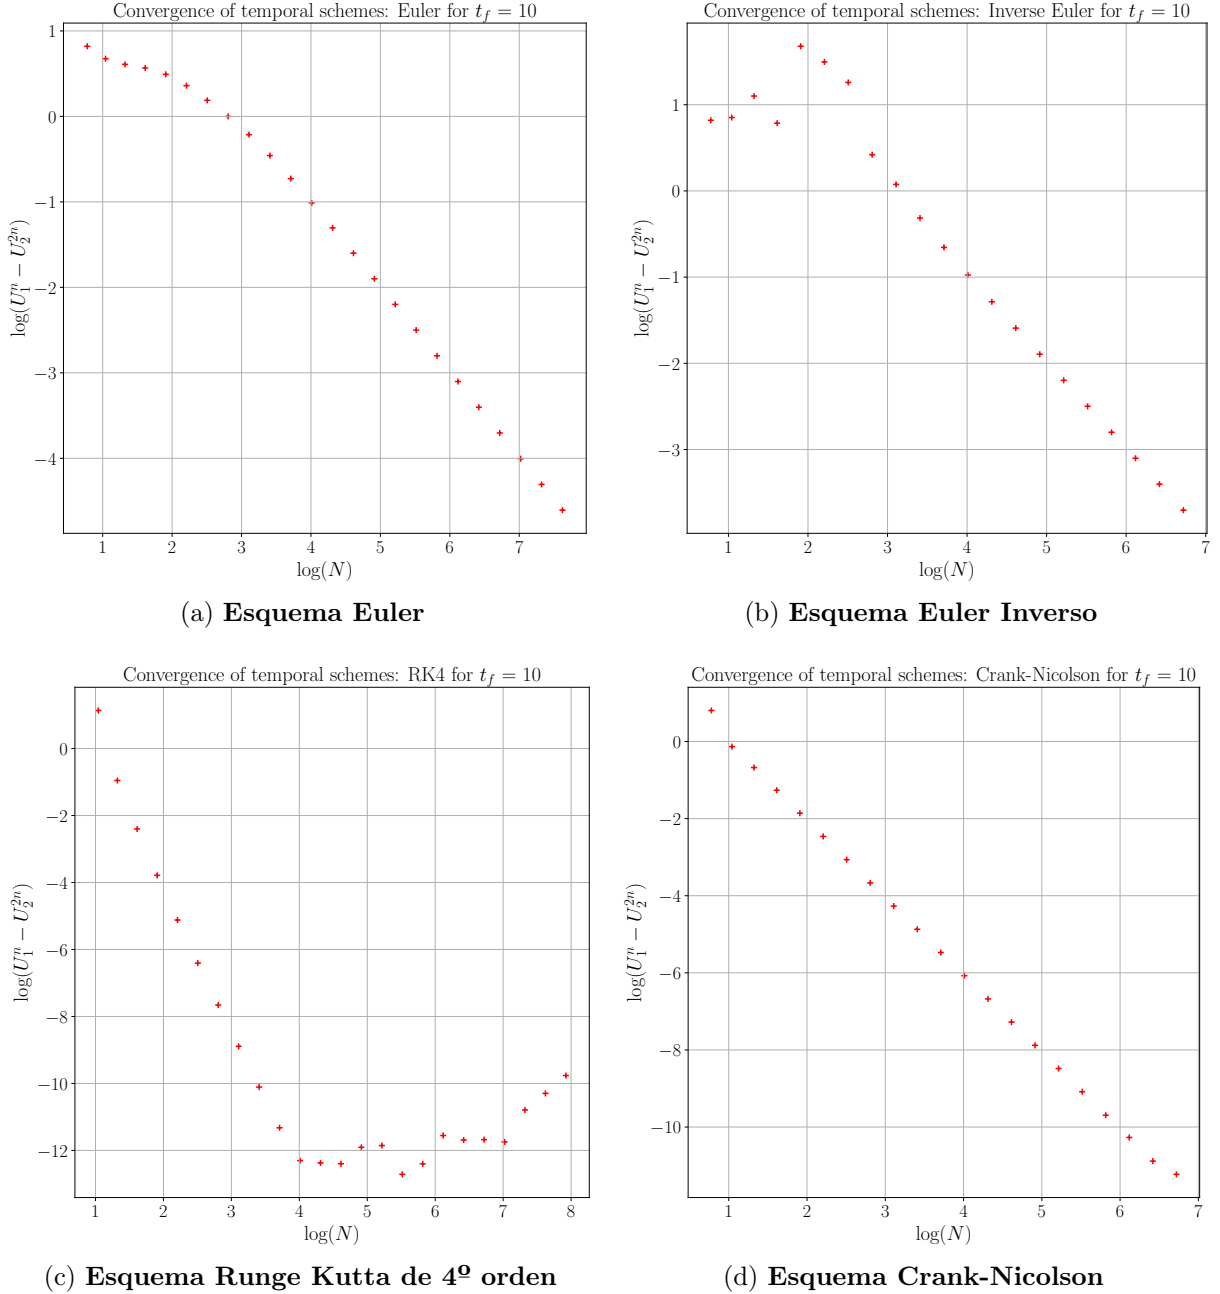 Convergence of temporal schemes: Euler for $t_f = 10$
1
0
−1
−2
−3
−4
$\log(U_1^n - U_2^{2n})$
1 2 3 4 5 6 7
$\log(N)$
(a) Esquema Euler
Convergence of temporal schemes: Inverse Euler for $t_f = 10$
1
0
−1
−2
−3
$\log(U_1^n - U_2^{2n})$
1 2 3 4 5 6 7
$\log(N)$
(b) Esquema Euler Inverso
Convergence of temporal schemes: RK4 for $t_f = 10$
0
−2
−4
−6
−8
−10
−12
$\log(U_1^n - U_2^{2n})$
1 2 3 4 5 6 7 8
$\log(N)$
(c) Esquema Runge Kutta de 4º orden
Convergence of temporal schemes: Crank-Nicolson for $t_f = 10$
0
−2
−4
−6
−8
−10
$\log(U_1^n - U_2^{2n})$
1 2 3 4 5 6 7
$\log(N)$
(d) Esquema Crank-Nicolson